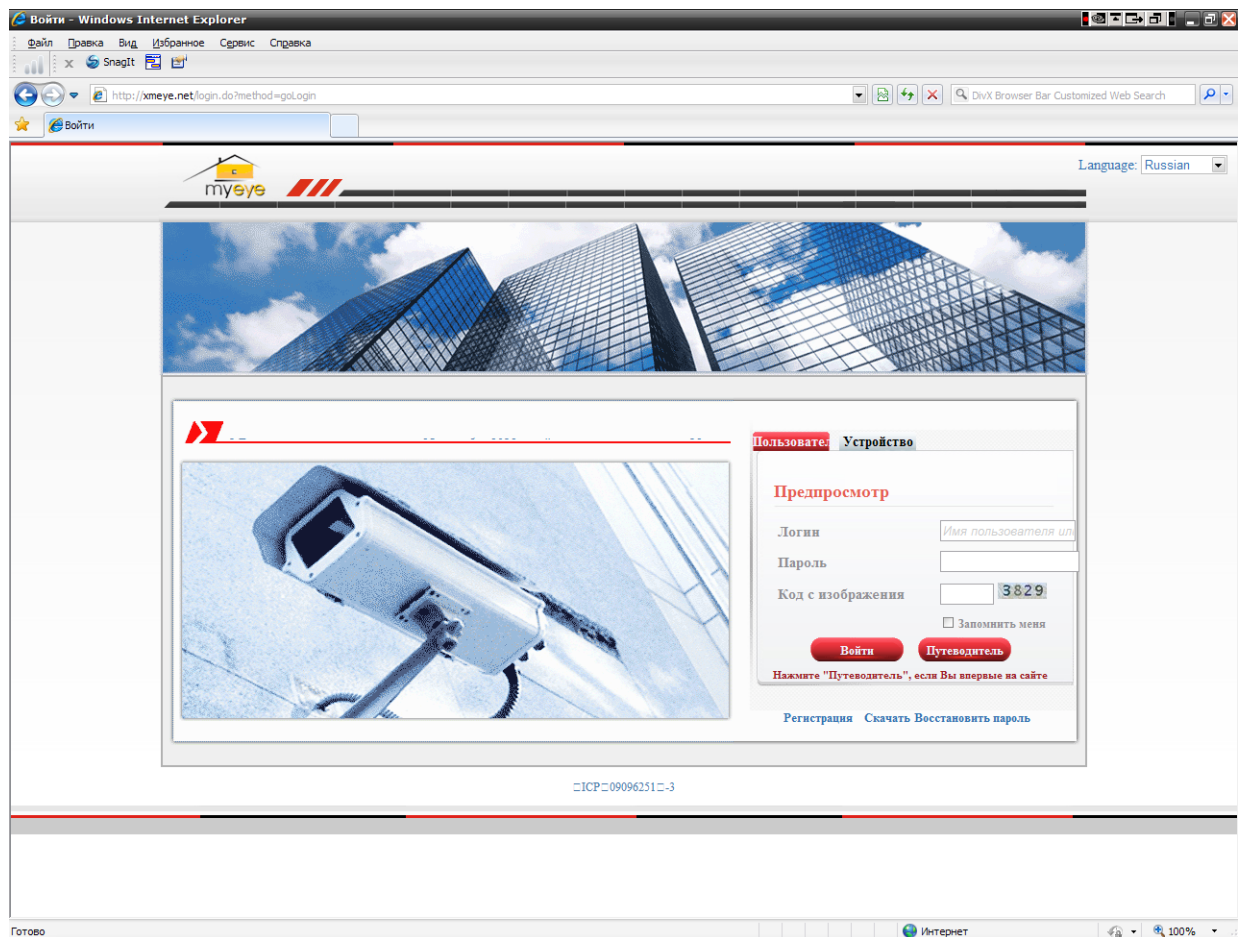 Войти - Windows Internet Explorer
Файл Правка Вид Избранное Сервис Справка
x SnagIt
http://xmeye.net/login.do?method=goLogin
DivX Browser Bar Customized Web Search
Войти
Language: Russian
myeye
Пользовател
Устройство
Предпросмотр
Логин Имя пользователя или
Пароль
Код с изображения 3829
Запомнить меня
Войти Путеводитель
Нажмите "Путеводитель", если Вы впервые на сайте
Регистрация Скачать Восстановить пароль
□ICP□09096251□-3
Готово Интернет 100%